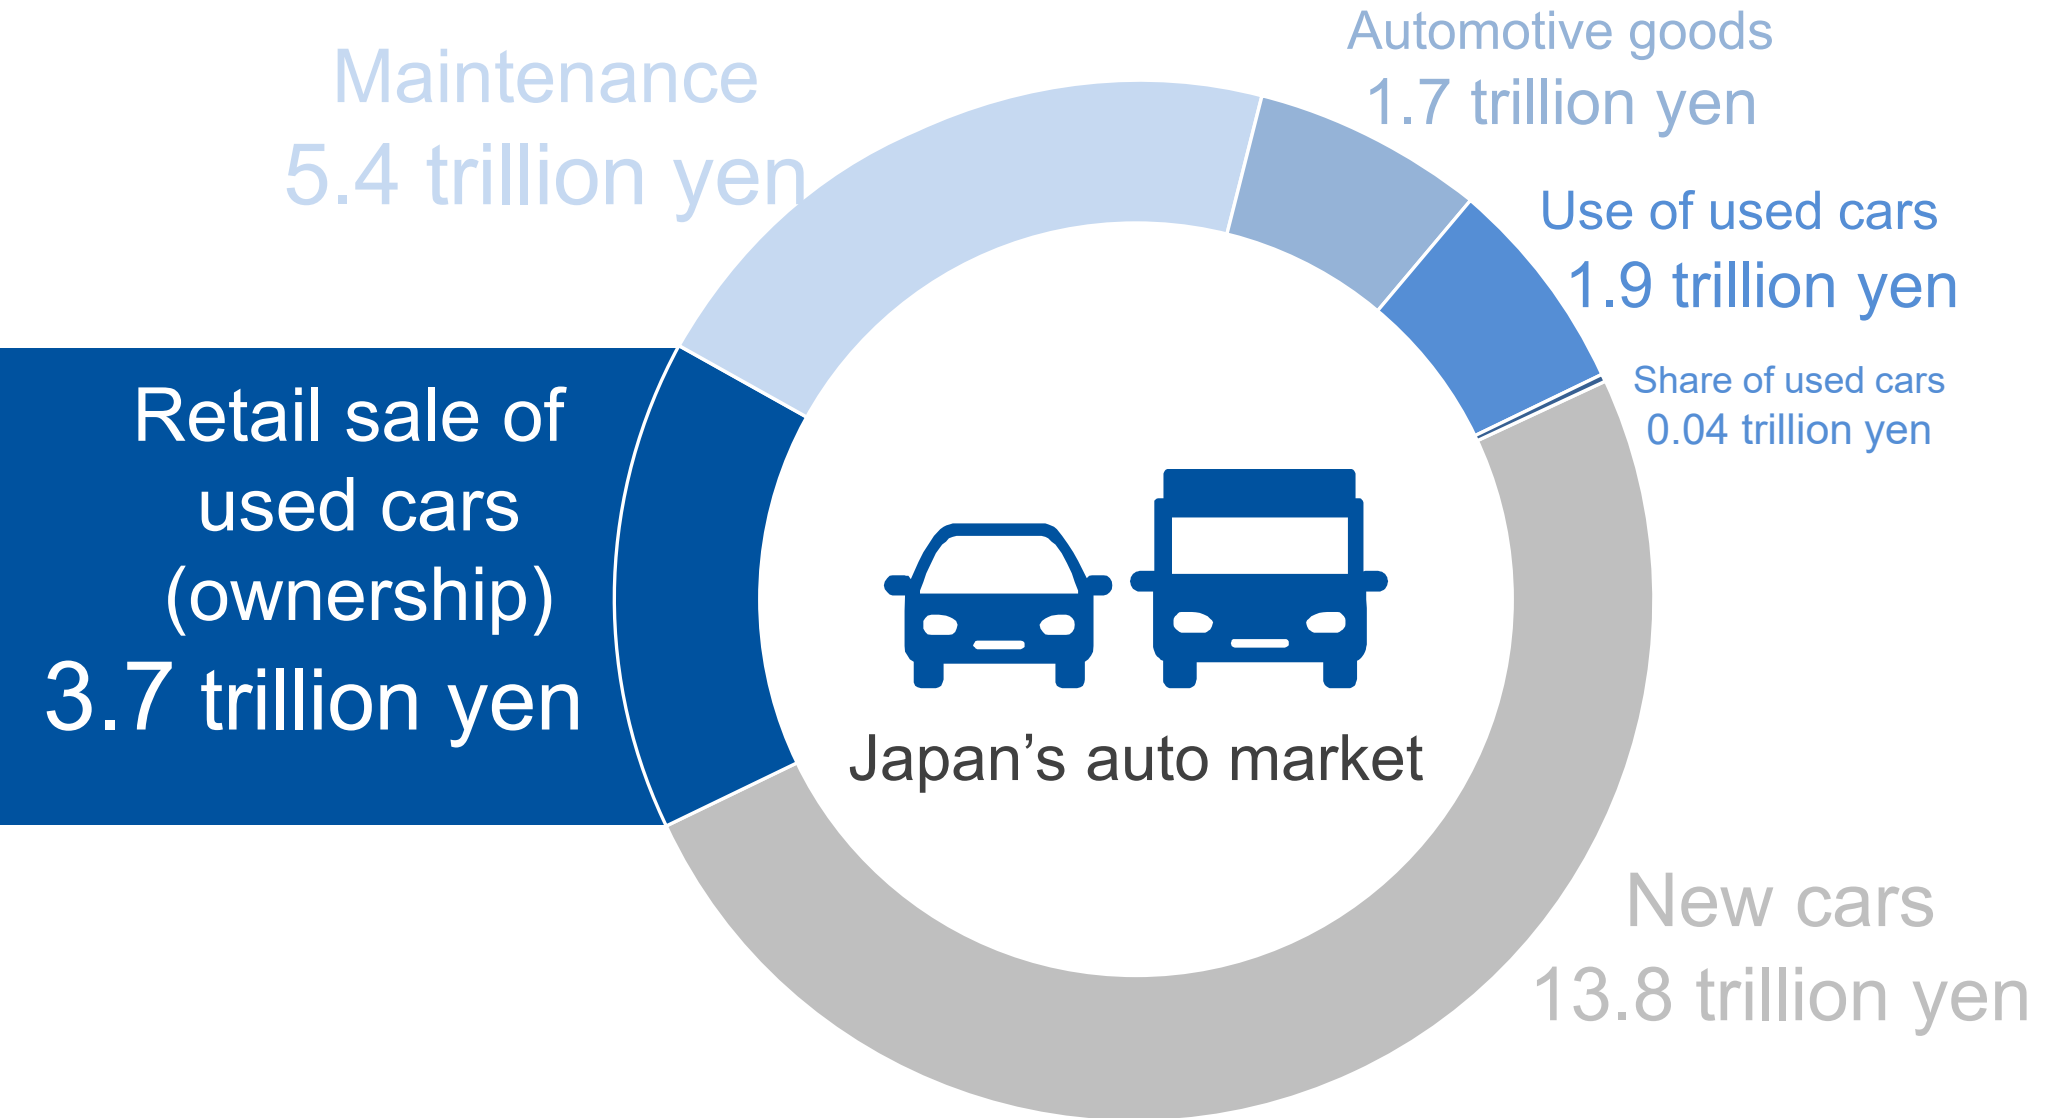 Automotive goods
1.7 trillion yen
Maintenance
5.4 trillion yen
Use of used cars
1.9 trillion yen
Share of used cars
0.04 trillion yen
Retail sale of
used cars
(ownership)
3.7 trillion yen
Japan’s auto market
New cars
13.8 trillion yen